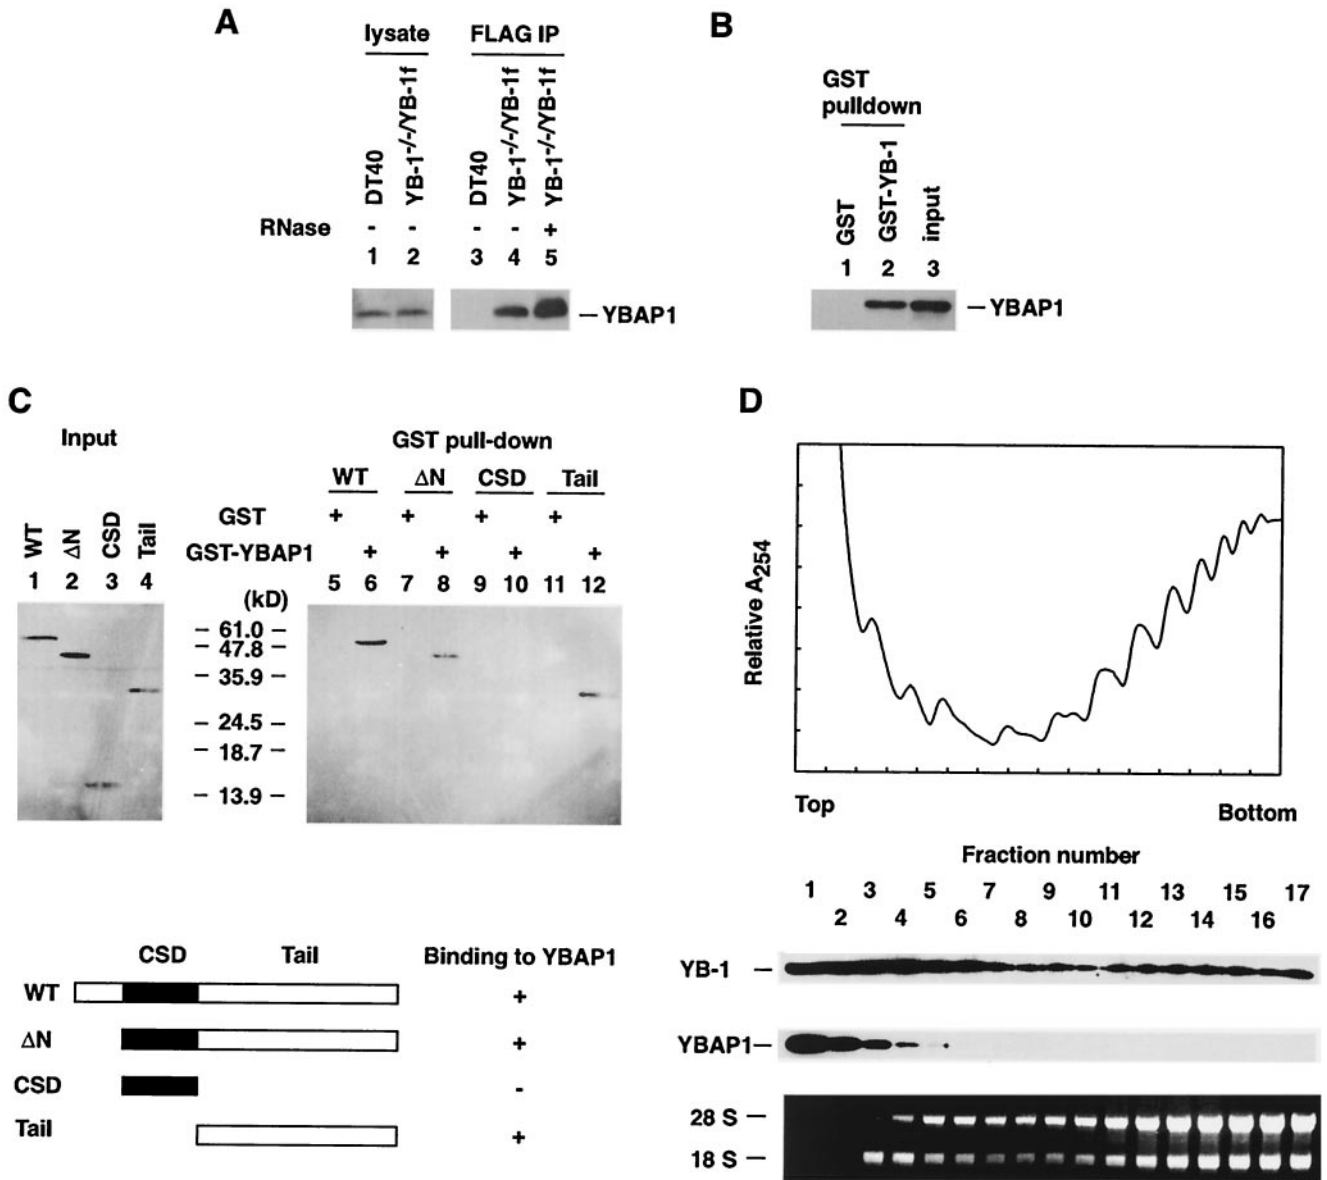 A
lysate
FLAG IP
DT40
YB-1-/-/YB-1f
DT40
YB-1-/-/YB-1f
YB-1-/-/YB-1f
RNase - - - - +
1 2 3 4 5
YBAP1
B
GST
pulldown
GST
GST-YB-1
input
1 2 3
YBAP1
C
Input
GST pull-down
WT ΔN CSD Tail
WT
ΔN
CSD
Tail
GST + + + +
GST-YBAP1 + + + +
1 2 3 4
5 6 7 8 9 10 11 12
(kD)
61.0
47.8
35.9
24.5
18.7
13.9
CSD Tail Binding to YBAP1
WT +
ΔN +
CSD -
Tail +
D
Relative A254
Top
Bottom
Fraction number
1 3 5 7 9 11 13 15 17
2 4 6 8 10 12 14 16
YB-1
YBAP1
28 S
18 S